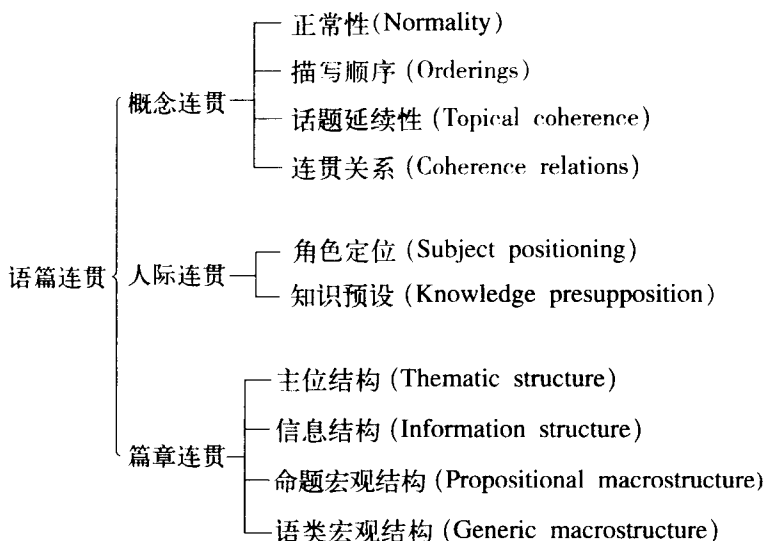 语篇连贯
概念连贯
正常性(Normality)
描写顺序 (Orderings)
话题延续性 (Topical coherence)
连贯关系 (Coherence relations)
人际连贯
角色定位 (Subject positioning)
知识预设 (Knowledge presupposition)
篇章连贯
主位结构 (Thematic structure)
信息结构 (Information structure)
命题宏观结构 (Propositional macrostructure)
语类宏观结构 (Generic macrostructure)